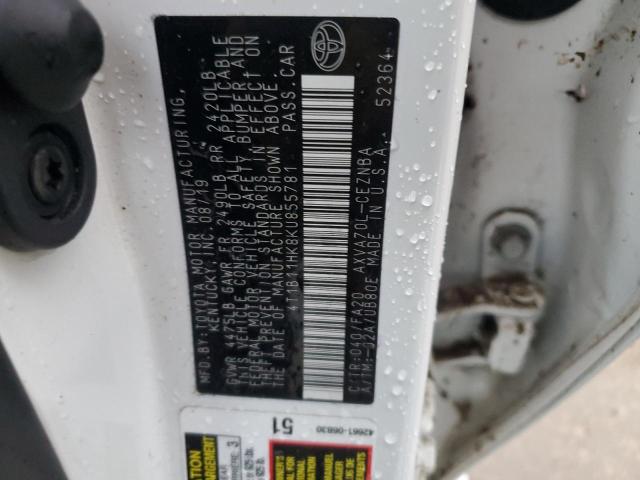 MFD. BY: TOYOTA MOTOR MANUFACTURING,
KENTUCKY, INC. 08/19
GVWR 4475LB GAWR FR 2490LB RR 2420LB
THIS VEHICLE CONFORMS TO ALL APPLICABLE
FEDERAL MOTOR VEHICLE SAFETY, BUMPER AND
THEFT PREVENTION STANDARDS IN EFFECT ON
THE DATE OF MANUFACTURE SHOWN ABOVE.
4T1B11HK8KU855781 PASS. CAR
C/TR:040/FA20 AXVA70L-CEZNBA
A/TM:-02A/UB80E MADE IN U.S.A. 52364
51
42661-06B30